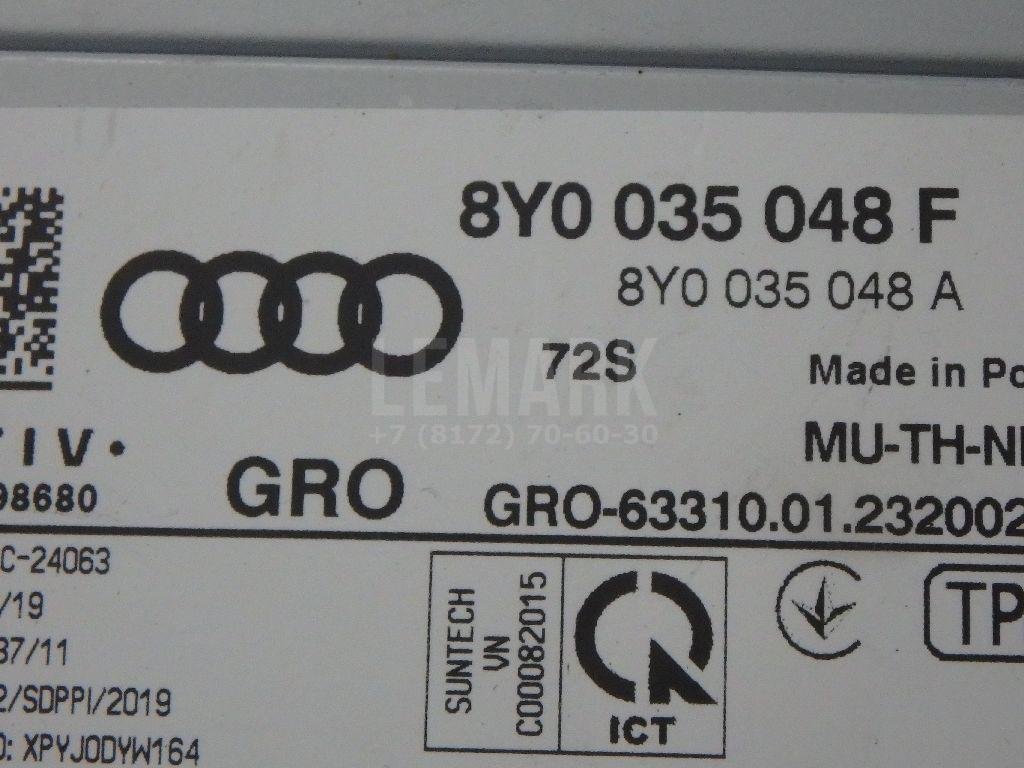 8Y0 035 048 F
8Y0 035 048 A
72S
Made in Po
LEMARK
+7 (8172) 70-60-30
TIV.
MU-TH-NI
98680
GRO
GRO-63310.01.232002
C-24063
/19
37/11
2/SDPPI/2019
D: XPYJODYW164
SUNTECH
VN
C00082015
ICT
TP